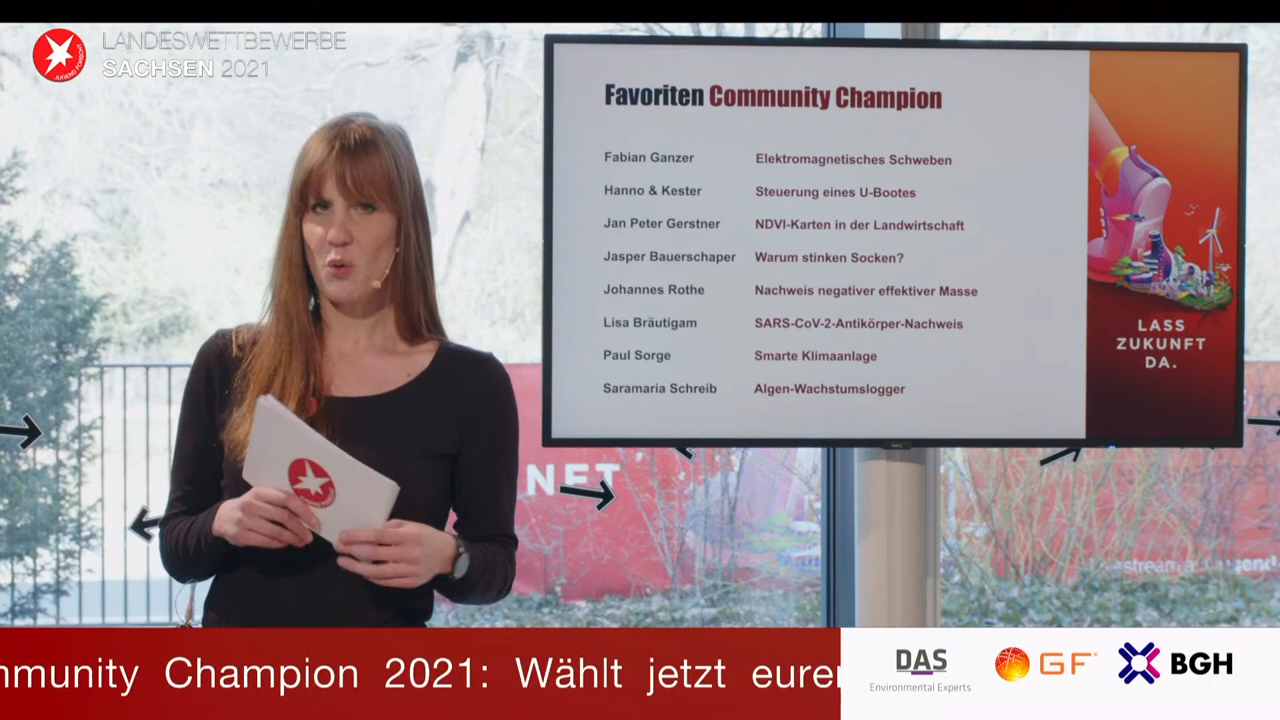 LANDESWETTBEWERBE
SACHSEN 2021
JUGEND FORSCHT
Favoriten Community Champion
Fabian Ganzer Elektromagnetisches Schweben
Hanno & Kester Steuerung eines U-Bootes
Jan Peter Gerstner NDVI-Karten in der Landwirtschaft
Jasper Bauerschaper Warum stinken Socken?
Johannes Rothe Nachweis negativer effektiver Masse
Lisa Bräutigam SARS-CoV-2-Antikörper-Nachweis
Paul Sorge Smarte Klimaanlage
Saramaria Schreib Algen-Wachstumslogger
LASS
ZUKUNFT
DA.
NET
mmunity Champion 2021: Wählt jetzt eurer
DAS
Environmental Experts
GF
BGH